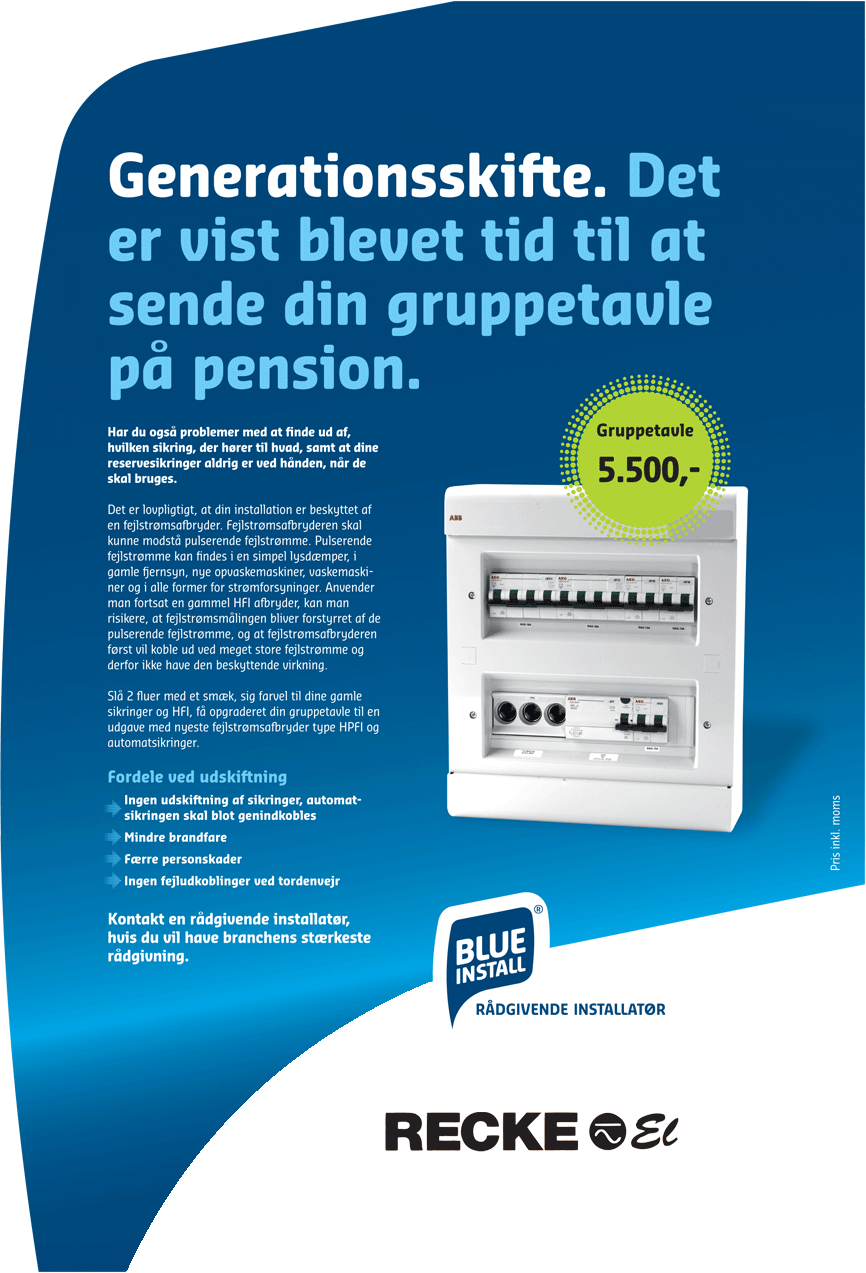 Generationsskifte. Det
er vist blevet tid til at
sende din gruppetavle
på pension.
Har du også problemer med at finde ud af,
hvilken sikring, der hører til hvad, samt at dine
reservesikringer aldrig er ved hånden, når de
skal bruges.
Det er lovpligtigt, at din installation er beskyttet af
en fejlstrømsafbryder. Fejlstrømsafbryderen skal
kunne modstå pulserende fejlstrømme. Pulserende
fejlstrømme kan findes i en simpel lysdæmper, i
gamle fjernsyn, nye opvaskemaskiner, vaskemaski-
ner og i alle former for strømforsyninger. Anvender
man fortsat en gammel HFI afbryder, kan man
risikere, at fejlstrømsmålingen bliver forstyrret af de
pulserende fejlstrømme, og at fejlstrømsafbryderen
først vil koble ud ved meget store fejlstrømme og
derfor ikke have den beskyttende virkning.
Slå 2 fluer med et smæk, sig farvel til dine gamle
sikringer og HFI, få opgraderet din gruppetavle til en
udgave med nyeste fejlstrømsafbryder type HPFI og
automatsikringer.
Fordele ved udskiftning
Ingen udskiftning af sikringer, automat-
sikringen skal blot genindkobles
Mindre brandfare
Færre personskader
Ingen fejludkoblinger ved tordenvejr
Kontakt en rådgivende installatør,
hvis du vil have branchens stærkeste
rådgivning.
Gruppetavle
5.500,-
ABB
Pris inkl. moms
BLUE ®
INSTALL
RÅDGIVENDE INSTALLATØR
RECKE El